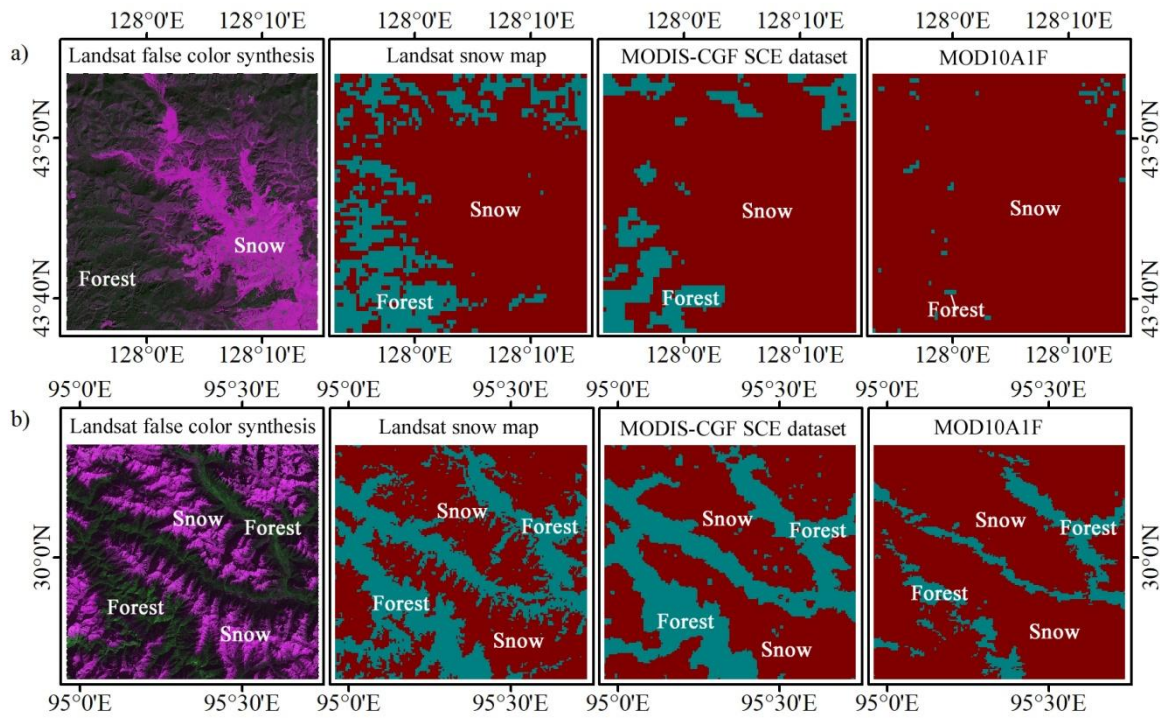 128°0'E 128°10'E 128°0'E 128°10'E 128°0'E 128°10'E 128°0'E 128°10'E
a) Landsat false color synthesis Landsat snow map MODIS-CGF SCE dataset MOD10A1F
43°50'N 43°50'N
Snow Snow Snow
Snow
Forest
43°40'N Forest Forest Forest 43°40'N
128°0'E 128°10'E 128°0'E 128°10'E 128°0'E 128°10'E 128°0'E 128°10'E
95°0'E 95°30'E 95°0'E 95°30'E 95°0'E 95°30'E 95°0'E 95°30'E
b) Landsat false color synthesis Landsat snow map MODIS-CGF SCE dataset MOD10A1F
Snow Forest Snow Forest Snow Forest Snow Forest
30°0'N 30°0'N
Forest Snow Forest Snow Forest Snow Forest Snow
95°0'E 95°30'E 95°0'E 95°30'E 95°0'E 95°30'E 95°0'E 95°30'E